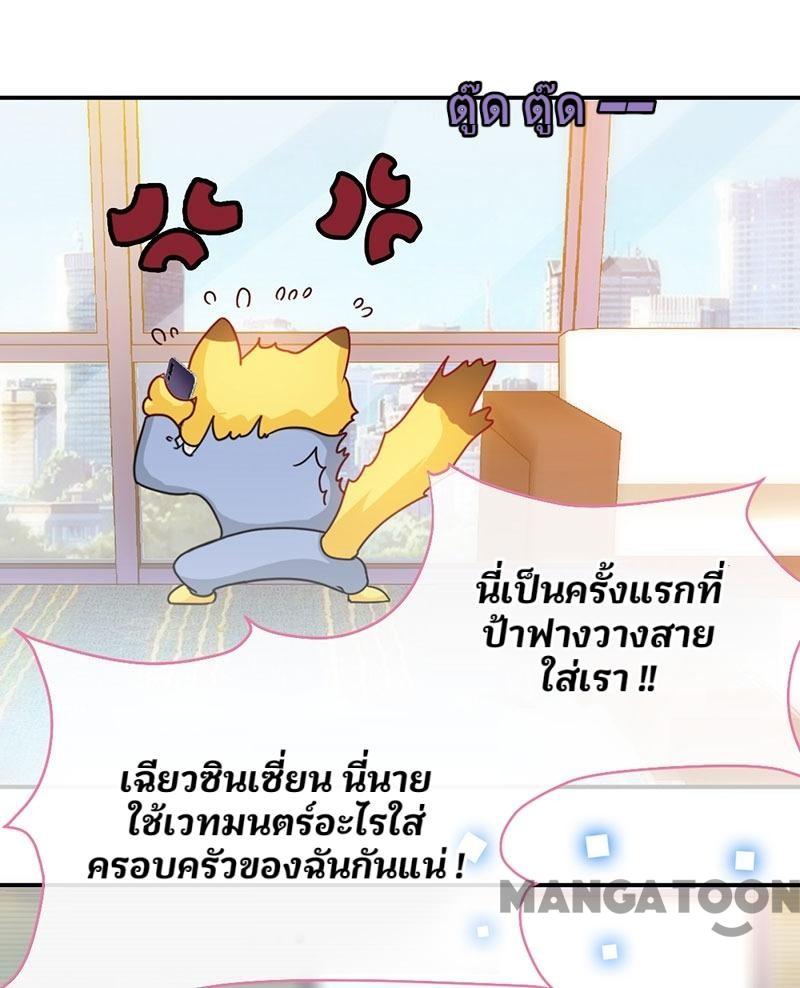 ตู๊ด ตู๊ด --
นี่เป็นครั้งแรกที่
ป้าฟางวางสาย
ใส่เรา !!
เฉียวซินเซี่ยน นี่นาย
ใช้เวทมนตร์อะไรใส่
ครอบครัวของฉันกันแน่ !
MANGATOON